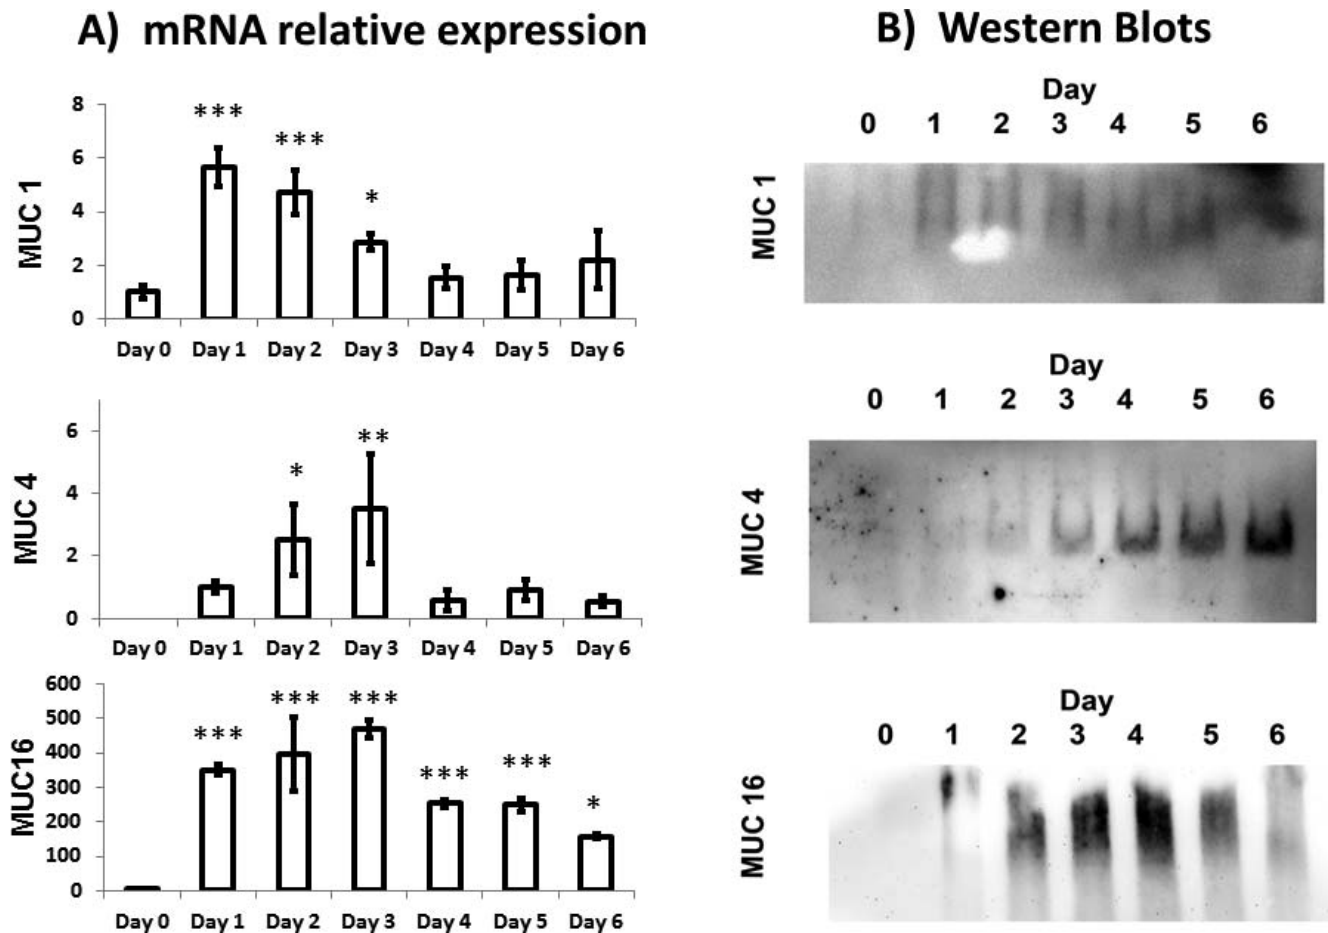 A) mRNA relative expression
MUC 1
8
6
4
2
0
***
***
*
Day 0 Day 1 Day 2 Day 3 Day 4 Day 5 Day 6
MUC 4
6
4
2
0
*
**
Day 0 Day 1 Day 2 Day 3 Day 4 Day 5 Day 6
MUC16
600
500
400
300
200
100
0
***
***
***
***
***
*
Day 0 Day 1 Day 2 Day 3 Day 4 Day 5 Day 6
B) Western Blots
Day
0 1 2 3 4 5 6
MUC 1
Day
0 1 2 3 4 5 6
MUC 4
Day
0 1 2 3 4 5 6
MUC 16